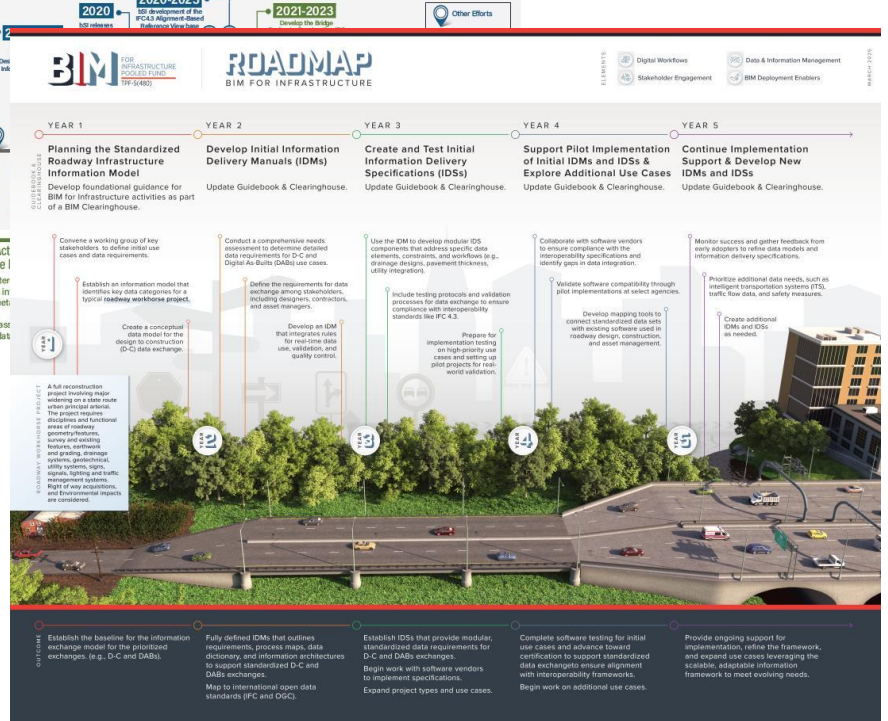 2020
bSI releases
2020-2023
bSI development of the
IFC4.3 Alignment-Based
Reference View base
2021-2023
Develop the Bridge
Other Efforts
BIM
FOR
INFRASTRUCTURE
POOLED FUND
TPF-5(480)
ROADMAP
BIM FOR INFRASTRUCTURE
ELEMENTS:
Digital Workflows
Data & Information Management
Stakeholder Engagement
BIM Deployment Enablers
MARCH 2025
GUIDEBOOK &
CLEARINGHOUSE
YEAR 1
Planning the Standardized
Roadway Infrastructure
Information Model
Develop foundational guidance for
BIM for Infrastructure activities as part
of a BIM Clearinghouse.
YEAR 2
Develop Initial Information
Delivery Manuals (IDMs)
Update Guidebook & Clearinghouse.
YEAR 3
Create and Test Initial
Information Delivery
Specifications (IDSs)
Update Guidebook & Clearinghouse.
YEAR 4
Support Pilot Implementation
of Initial IDMs and IDSs &
Explore Additional Use Cases
Update Guidebook & Clearinghouse.
YEAR 5
Continue Implementation
Support & Develop New
IDMs and IDSs
Update Guidebook & Clearinghouse.
Convene a working group of key
stakeholders to define initial use
cases and data requirements.
Establish an information model that
identifies key data categories for a
typical roadway workhorse project.
Create a conceptual
data model for the
design to construction
(D-C) data exchange.
Conduct a comprehensive needs
assessment to determine detailed
data requirements for D-C and
Digital As-Builts (DABs) use cases.
Define the requirements for data
exchange among stakeholders,
including designers, contractors,
and asset managers.
Develop an IDM
that integrates rules
for real-time data
use, validation, and
quality control.
Use the IDM to develop modular IDS
components that address specific data
elements, constraints, and workflows (e.g.,
drainage designs, pavement thickness,
utility integration).
Include testing protocols and validation
processes for data exchange to ensure
compliance with interoperability
standards like IFC 4.3.
Prepare for
implementation testing
on high-priority use
cases and setting up
pilot projects for real-
world validation.
Collaborate with software vendors
to ensure compliance with the
interoperability specifications and
identify gaps in data integration.
Validate software compatibility through
pilot implementations at select agencies.
Develop mapping tools to
connect standardized data sets
with existing software used in
roadway design, construction,
and asset management.
Monitor success and gather feedback from
early adopters to refine data models and
information delivery specifications.
Prioritize additional data needs, such as
intelligent transportation systems (ITS),
traffic flow data, and safety measures.
Create additional
IDMs and IDSs
as needed.
YEAR 1
ROADWAY WORKHORSE PROJECT
A full reconstruction
project involving major
widening on a state route
urban principal arterial.
The project requires
disciplines and functional
areas of roadway
geometry/features,
survey and existing
features, earthwork
and grading, drainage
systems, geotechnical,
utility systems, signs,
signals, lighting and traffic
management systems.
Right of way acquisitions,
and Environmental impacts
are considered.
YEAR 2
YEAR 3
YEAR 4
YEAR 5
OUTCOME
Establish the baseline for the information
exchange model for the prioritized
exchanges. (e.g., D-C and DABs).
Fully defined IDMs that outlines
requirements, process maps, data
dictionary, and information architectures
to support standardized D-C and
DABs exchanges.
Map to international open data
standards (IFC and OGC).
Establish IDSs that provide modular,
standardized data requirements for
D-C and DABs exchanges.
Begin work with software vendors
to implement specifications.
Expand project types and use cases.
Complete software testing for initial
use cases and advance toward
certification to support standardized
data exchangeto ensure alignment
with interoperability frameworks.
Begin work on additional use cases.
Provide ongoing support for
implementation, refine the framework,
and expand use cases leveraging the
scalable, adaptable information
framework to meet evolving needs.